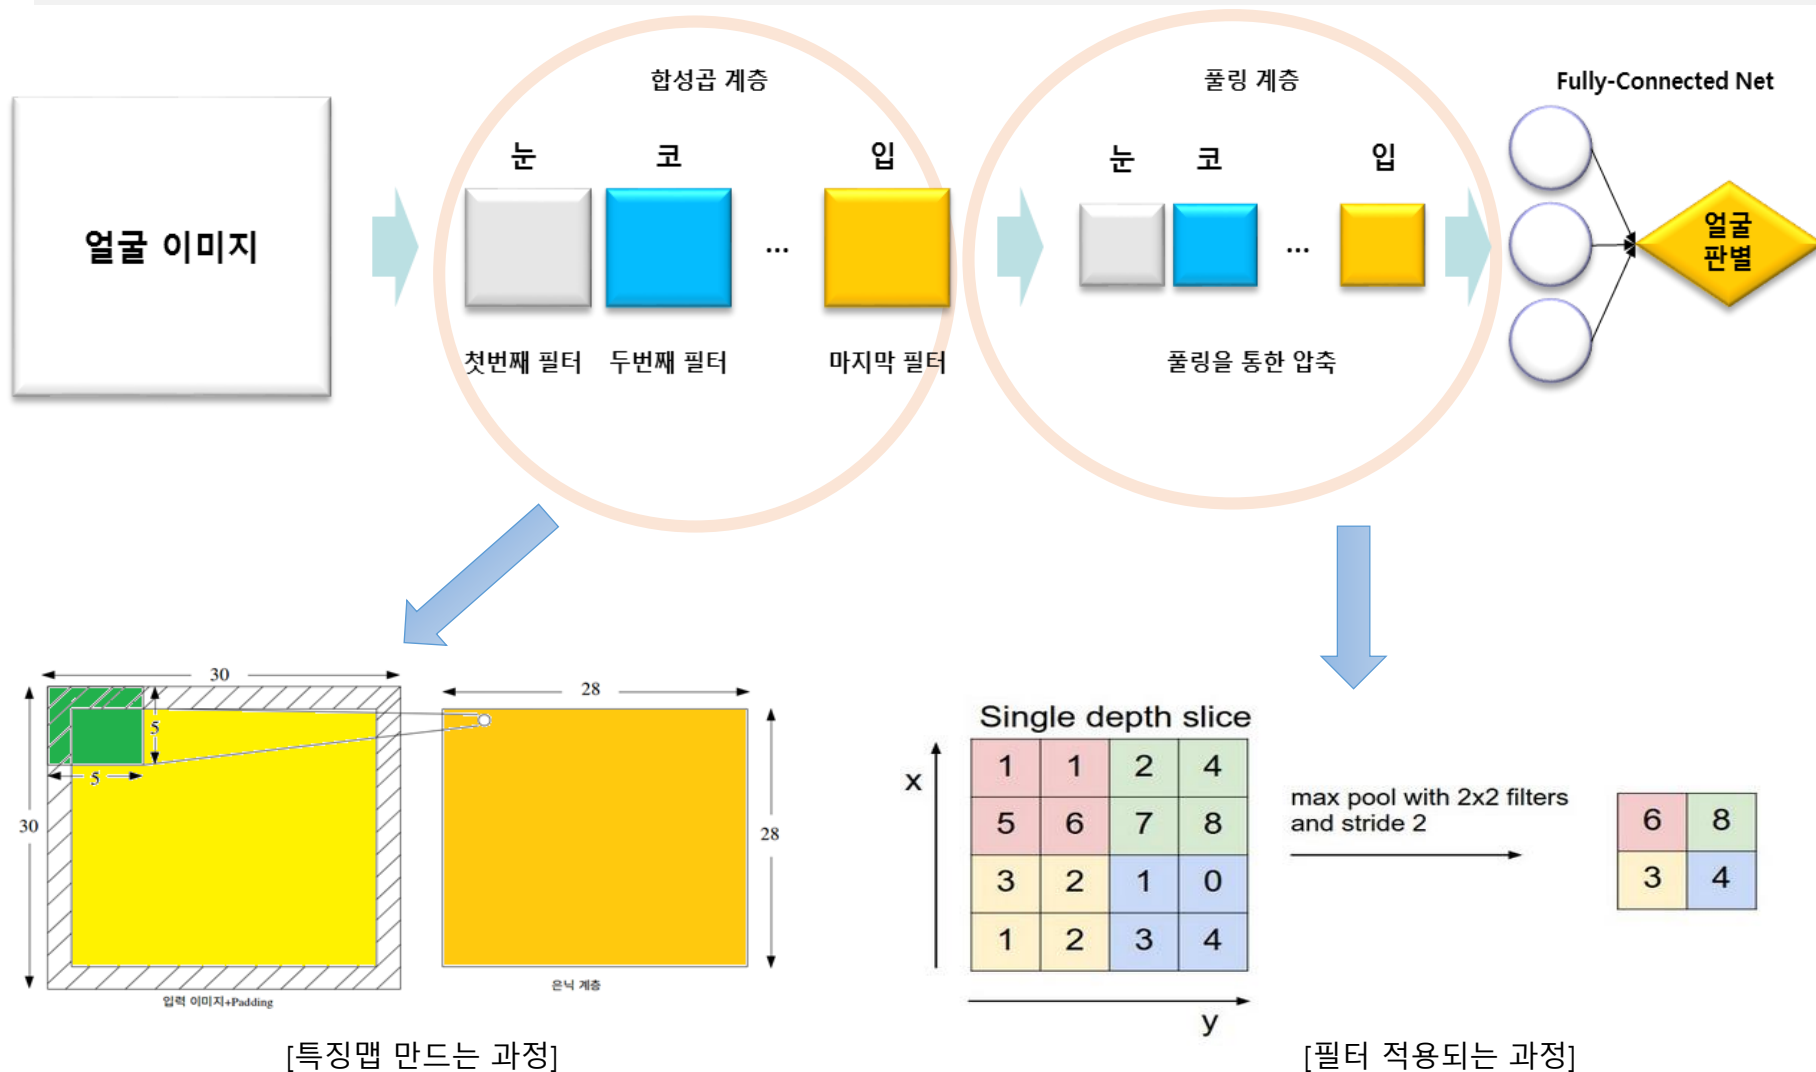 합성곱 계층
풀링 계층
Fully-Connected Net
얼굴 이미지
눈 코 입
...
첫번째 필터 두번째 필터 마지막 필터
눈 코 입
...
풀링을 통한 압축
얼굴
판별
30
30
5
5
입력 이미지+Padding
28
28
은닉 계층
[특징맵 만드는 과정]
Single depth slice
x
1 1 2 4
5 6 7 8
3 2 1 0
1 2 3 4
y
max pool with 2x2 filters
and stride 2
6 8
3 4
[필터 적용되는 과정]